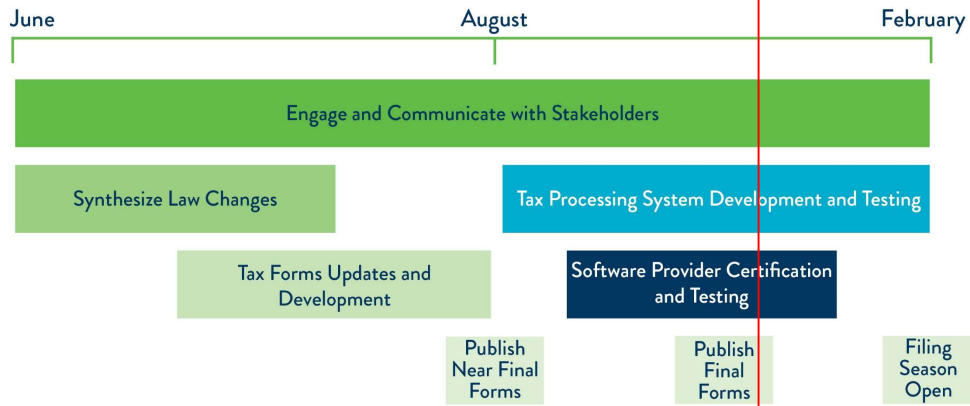 June
August
February
Engage and Communicate with Stakeholders
Synthesize Law Changes
Tax Processing System Development and Testing
Tax Forms Updates and
Development
Software Provider Certification
and Testing
Publish
Near Final
Forms
Publish
Final
Forms
Filing
Season
Open